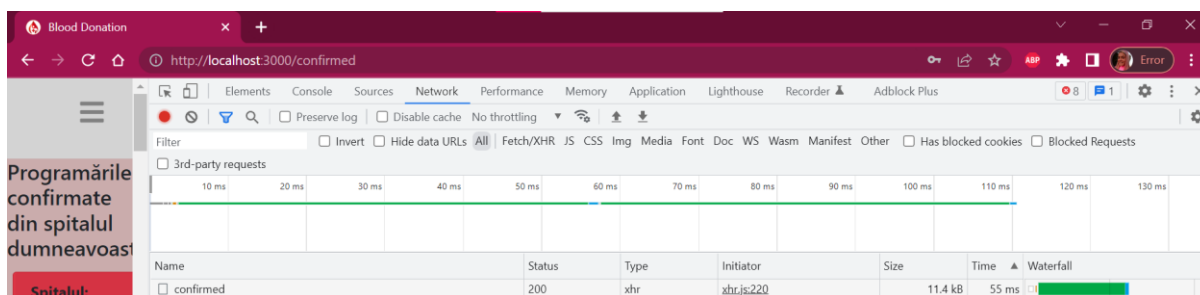 Blood Donation
http://localhost:3000/confirmed
ABP
Error
Elements Console Sources Network Performance Memory Application Lighthouse Recorder Adblock Plus 8 1
Preserve log Disable cache No throttling
Filter Invert Hide data URLs All Fetch/XHR JS CSS Img Media Font Doc WS Wasm Manifest Other Has blocked cookies Blocked Requests
3rd-party requests
10 ms 20 ms 30 ms 40 ms 50 ms 60 ms 70 ms 80 ms 90 ms 100 ms 110 ms 120 ms 130 ms
Programările
confirmate
din spitalul
dumneavoast
Name Status Type Initiator Size Time Waterfall
Spitalul:
confirmed 200 xhr xhr.js:220 11.4 kB 55 ms